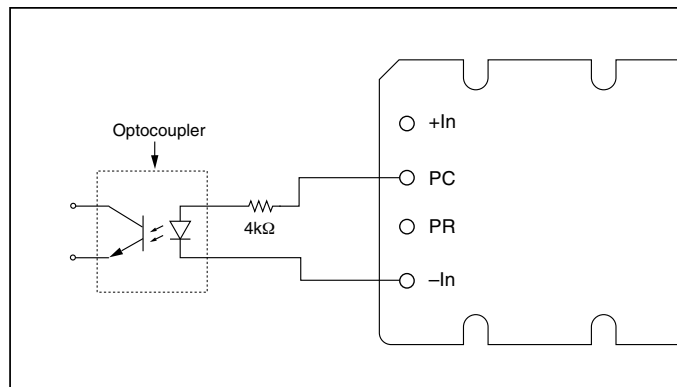 Optocoupler
4kΩ
+In
PC
PR
–In